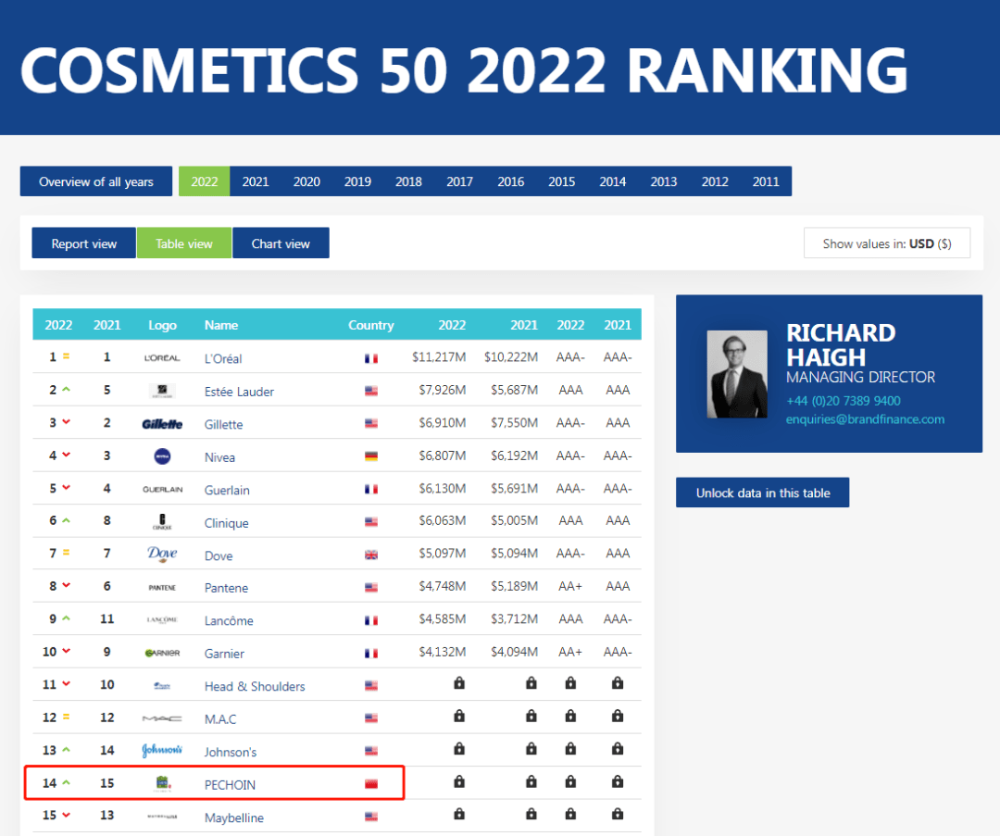 COSMETICS 50 2022 RANKING
Overview of all years 2022 2021 2020 2019 2018 2017 2016 2015 2014 2013 2012 2011
Report view Table view Chart view Show values in: USD ($)
2022 2021 Logo Name Country 2022 2021 2022 2021
1 = 1 L'ORÉAL L'Oréal $11,217M $10,222M AAA- AAA-
2 5 Estée Lauder $7,926M $5,687M AAA AAA
3 2 Gillette Gillette $6,910M $7,550M AAA- AAA
4 3 NIVEA Nivea $6,807M $6,192M AAA- AAA-
5 4 GUERLAIN Guerlain $6,130M $5,691M AAA- AAA-
6 8 CLINIQUE Clinique $6,063M $5,005M AAA AAA
7 = 7 Dove Dove $5,097M $5,094M AAA- AAA
8 6 PANTENE Pantene $4,748M $5,189M AA+ AAA
9 11 LANCÔME Lancôme $4,585M $3,712M AAA AAA-
10 9 GARNIER Garnier $4,132M $4,094M AA+ AAA-
11 10 Head & Shoulders
12 = 12 MAC M.A.C
13 14 Johnson's Johnson's
14 15 PECHOIN
15 13 MAYBELLINE Maybelline
RICHARD
HAIGH
MANAGING DIRECTOR
+44 (0)20 7389 9400
enquiries@brandfinance.com
Unlock data in this table